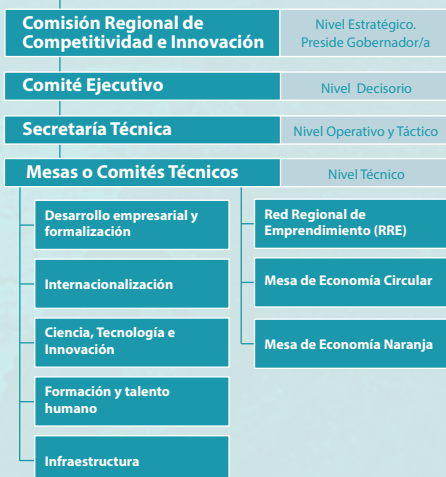 Comisión Regional de
Competitividad e Innovación
Nivel Estratégico.
Preside Gobernador/a
Comité Ejecutivo
Nivel Decisorio
Secretaría Técnica
Nivel Operativo y Táctico
Mesas o Comités Técnicos
Nivel Técnico
Desarrollo empresarial y
formalización
Internacionalización
Ciencia, Tecnología e
Innovación
Formación y talento
humano
Infraestructura
Red Regional de
Emprendimiento (RRE)
Mesa de Economía Circular
Mesa de Economía Naranja